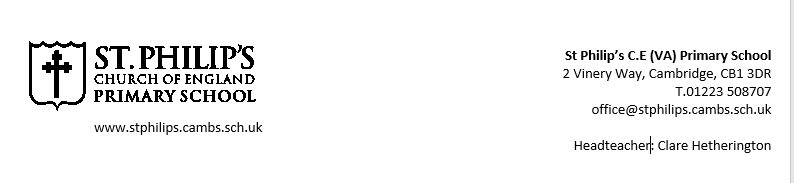 ST. PHILIP'S
CHURCH OF ENGLAND
PRIMARY SCHOOL
www.stphilips.cambs.sch.uk
St Philip’s C.E (VA) Primary School
2 Vinery Way, Cambridge, CB1 3DR
T.01223 508707
office@stphilips.cambs.sch.uk
Headteacher: Clare Hetherington